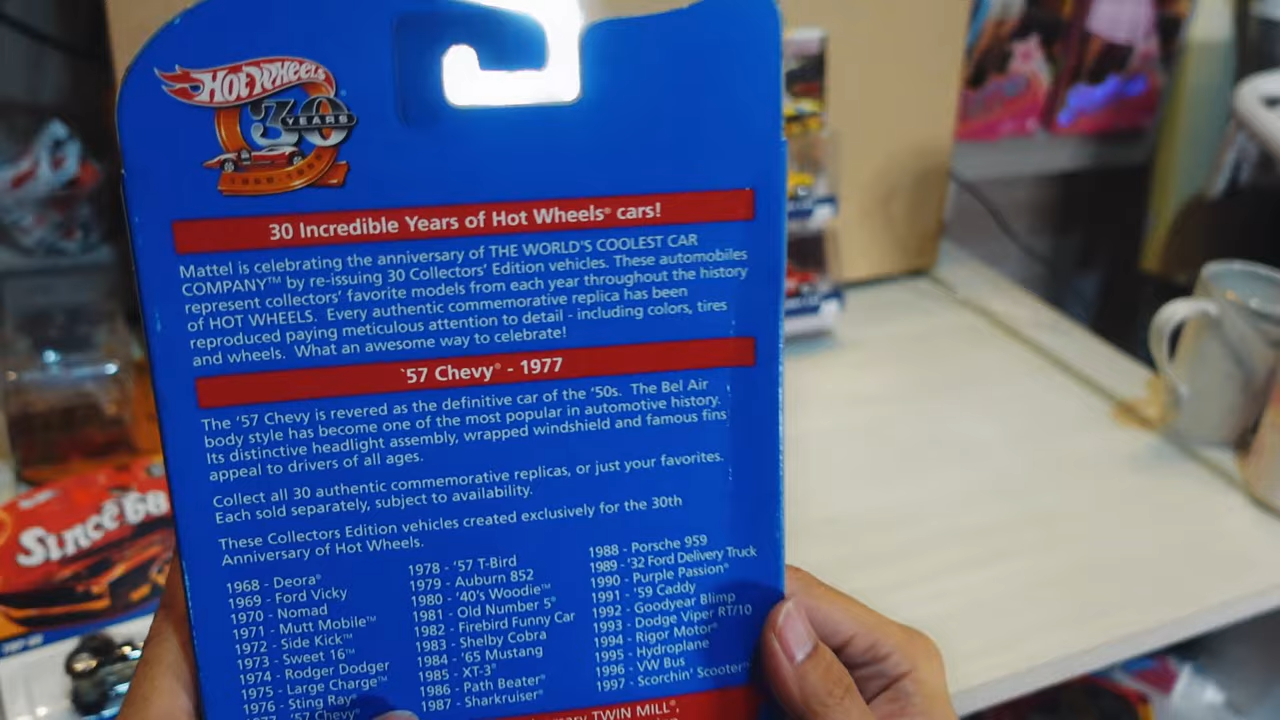 HOT WHEELS
30
YEARS
30 Incredible Years of Hot Wheels® cars!
Mattel is celebrating the anniversary of THE WORLD'S COOLEST CAR
COMPANY™ by re-issuing 30 Collectors' Edition vehicles. These automobiles
represent collectors' favorite models from each year throughout the history
of HOT WHEELS. Every authentic commemorative replica has been
reproduced paying meticulous attention to detail - including colors, tires
and wheels. What an awesome way to celebrate!
`57 Chevy® - 1977
The '57 Chevy is revered as the definitive car of the '50s. The Bel Air
body style has become one of the most popular in automotive history.
Its distinctive headlight assembly, wrapped windshield and famous fins
appeal to drivers of all ages.
Collect all 30 authentic commemorative replicas, or just your favorites.
Each sold separately, subject to availability.
These Collectors Edition vehicles created exclusively for the 30th
Anniversary of Hot Wheels.
1968 - Deora®
1969 - Ford Vicky
1970 - Nomad
1971 - Mutt Mobile™
1972 - Side Kick™
1973 - Sweet 16™
1974 - Rodger Dodger
1975 - Large Charge™
1976 - Sting Ray®
1977 - '57 Chevy®
1978 - '57 T-Bird
1979 - Auburn 852
1980 - '40's Woodie™
1981 - Old Number 5®
1982 - Firebird Funny Car
1983 - Shelby Cobra
1984 - '65 Mustang
1985 - XT-3®
1986 - Path Beater®
1987 - Sharkruiser®
1988 - Porsche 959
1989 - '32 Ford Delivery Truck
1990 - Purple Passion®
1991 - '59 Caddy
1992 - Goodyear Blimp
1993 - Dodge Viper RT/10
1994 - Rigor Motor®
1995 - Hydroplane
1996 - VW Bus
1997 - Scorchin' Scooter™
TWIN MILL®,
Since 68